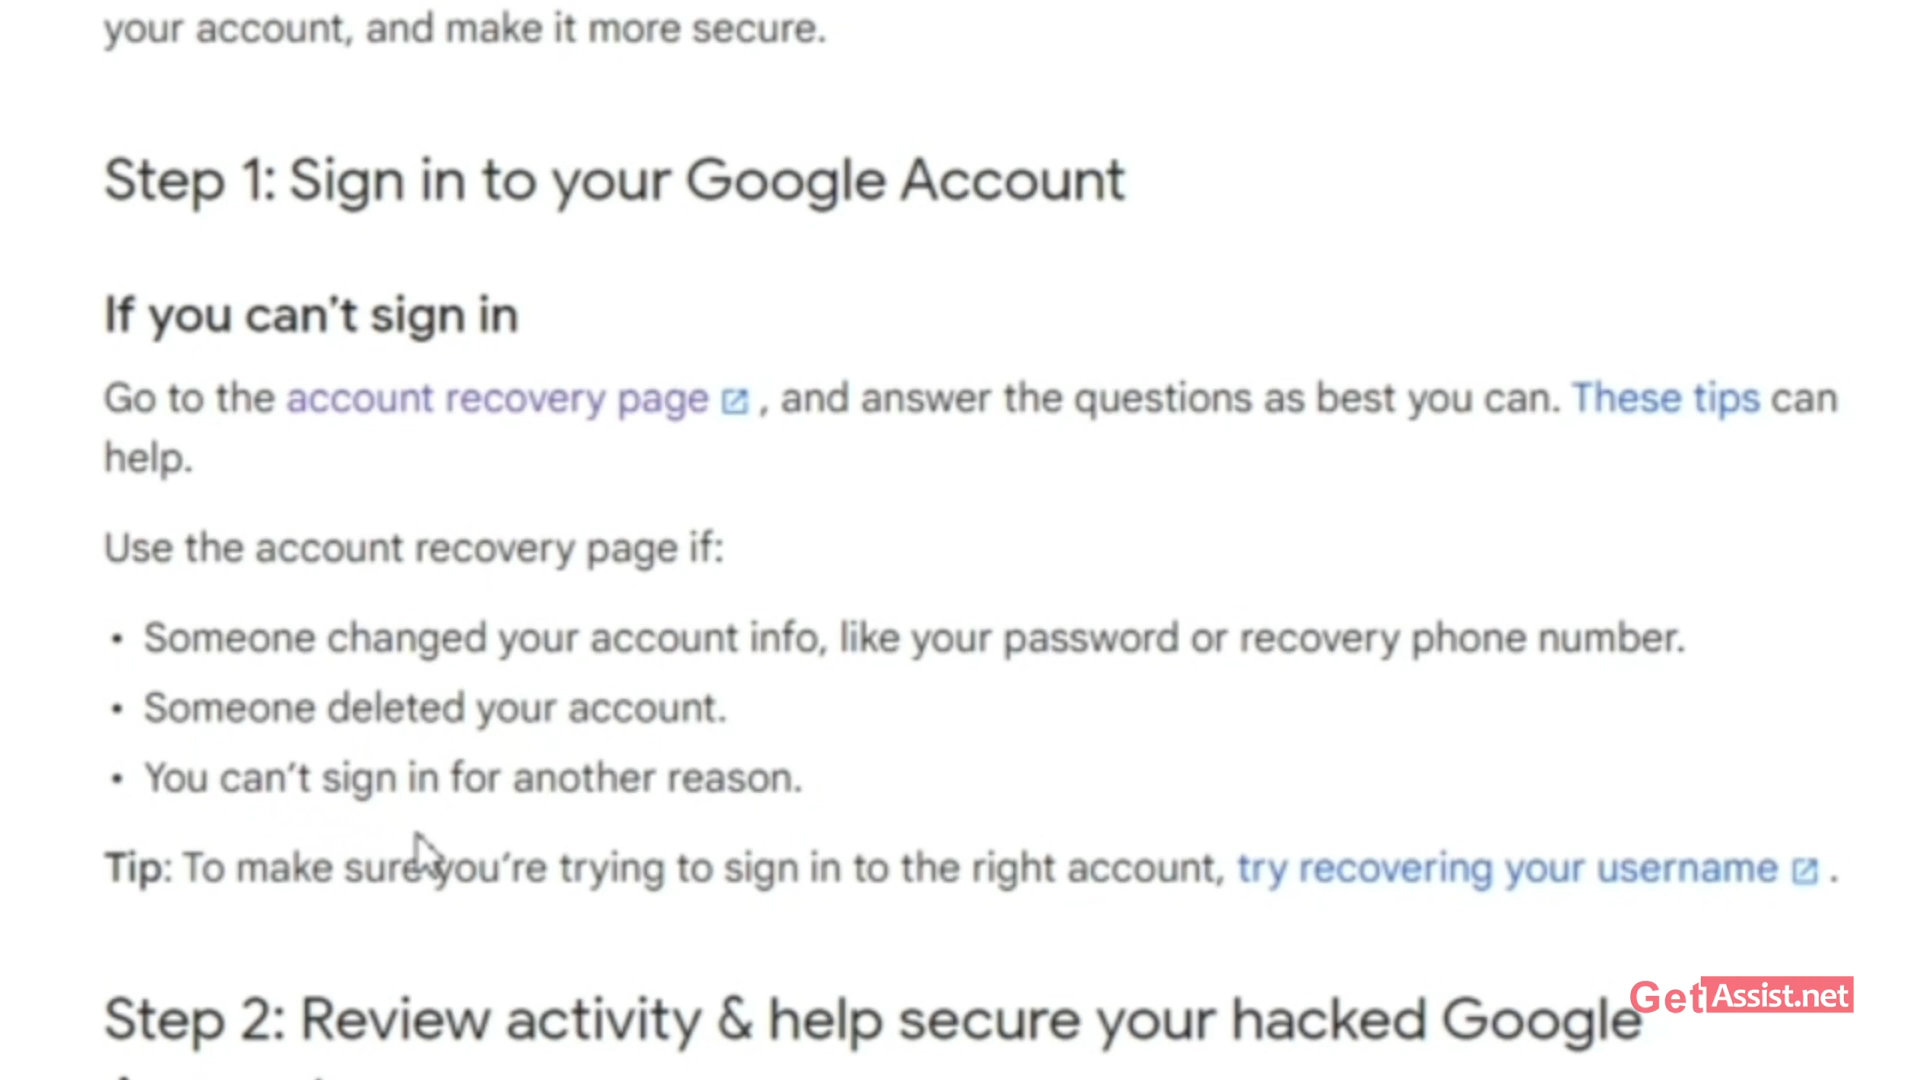 your account, and make it more secure.
Step 1: Sign in to your Google Account
If you can't sign in
Go to the account recovery page , and answer the questions as best you can. These tips can
help.
Use the account recovery page if:
• Someone changed your account info, like your password or recovery phone number.
• Someone deleted your account.
• You can't sign in for another reason.
Tip: To make sure you're trying to sign in to the right account, try recovering your username .
GetAssist.net
Step 2: Review activity & help secure your hacked Google